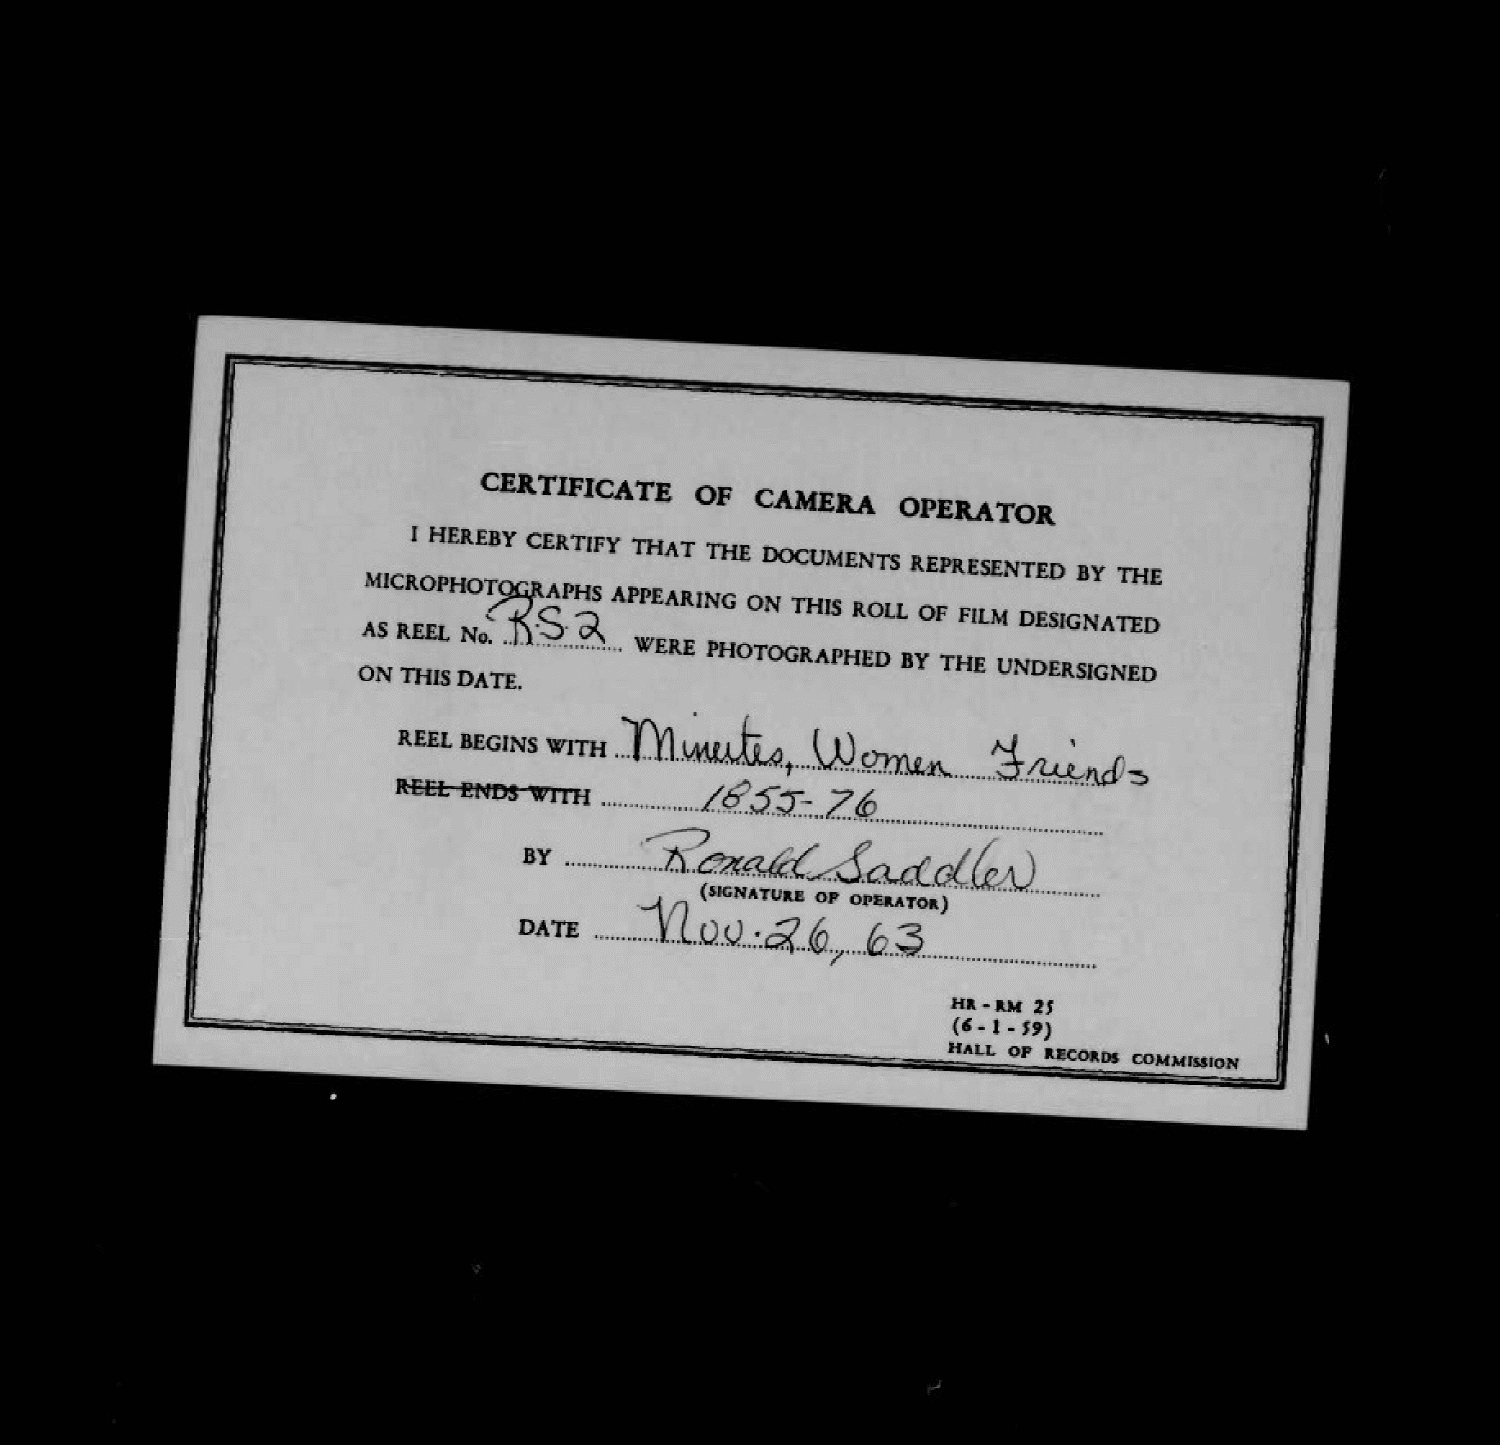 CERTIFICATE OF CAMERA OPERATOR
I HEREBY CERTIFY THAT THE DOCUMENTS REPRESENTED BY THE
MICROPHOTOGRAPHS APPEARING ON THIS ROLL OF FILM DESIGNATED
AS REEL No. R.S.2 WERE PHOTOGRAPHED BY THE UNDERSIGNED
ON THIS DATE.
REEL BEGINS WITH Minutes, Women Friends
REEL ENDS WITH 1855-76
BY Ronald Saddler
(SIGNATURE OF OPERATOR)
DATE Nov. 26, 63
HR - RM 25
(6 - 1 - 59)
HALL OF RECORDS COMMISSION